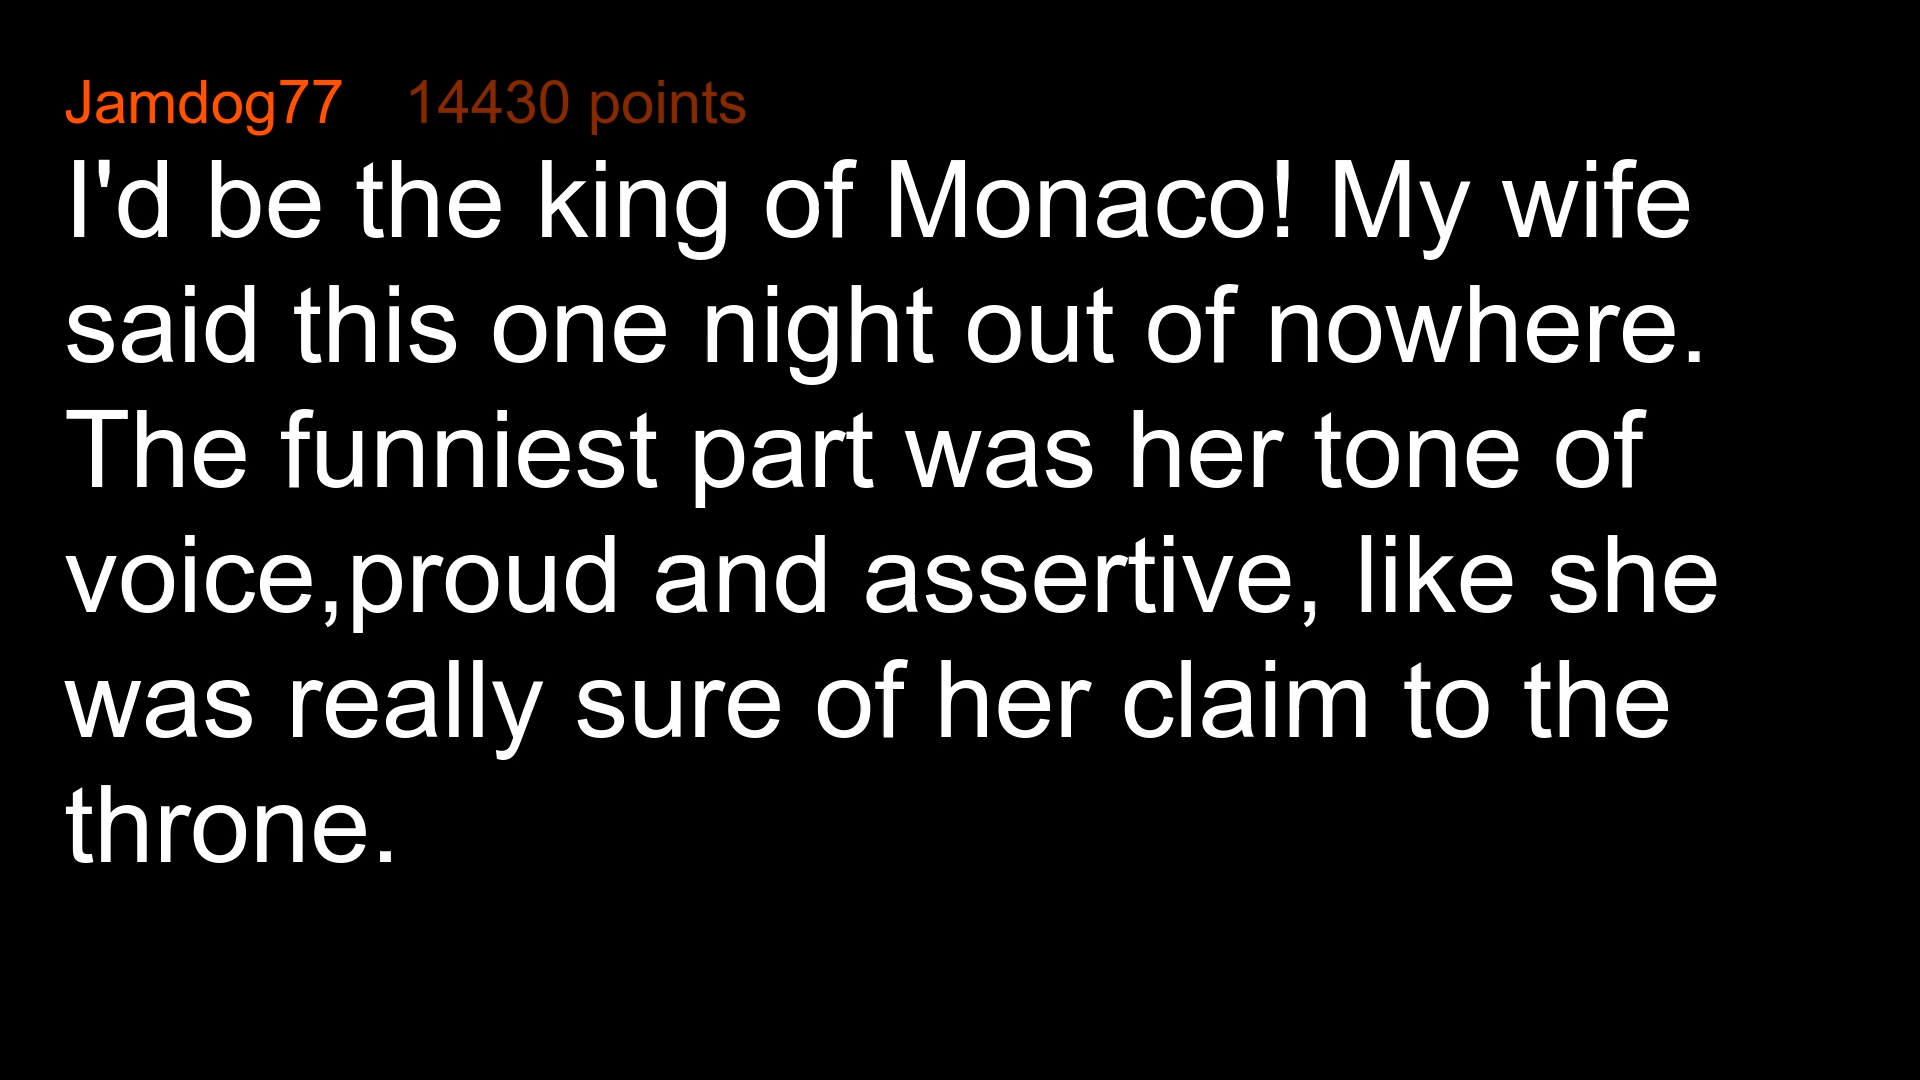 Jamdog77 14430 points
I'd be the king of Monaco! My wife
said this one night out of nowhere.
The funniest part was her tone of
voice,proud and assertive, like she
was really sure of her claim to the
throne.